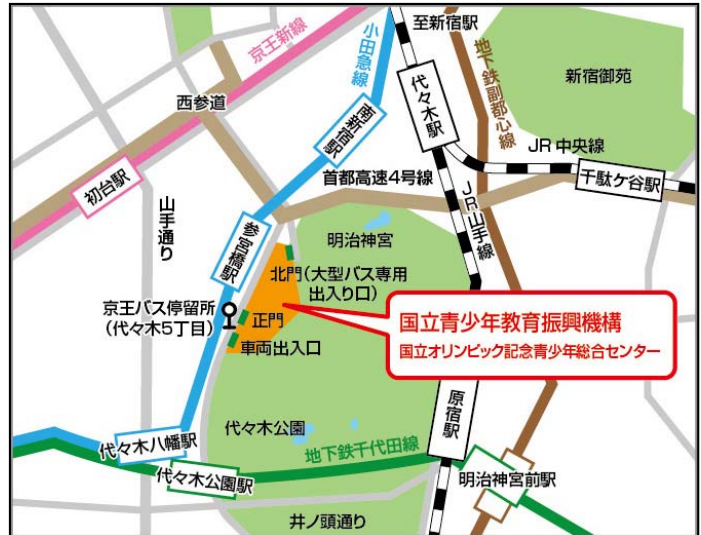 至新宿駅
京王新線
小田急線
地下鉄副都心線
新宿御苑
西参道
南新宿駅
代々木駅
JR中央線
千駄ケ谷駅
初台駅
首都高速4号線
JR山手線
山手通り
参宮橋駅
明治神宮
北門(大型バス専用
出入り口)
京王バス停留所
(代々木5丁目)
正門
車両出入口
国立青少年教育振興機構
国立オリンピック記念青少年総合センター
原宿駅
代々木公園
代々木八幡駅
地下鉄千代田線
代々木公園駅
明治神宮前駅
井ノ頭通り